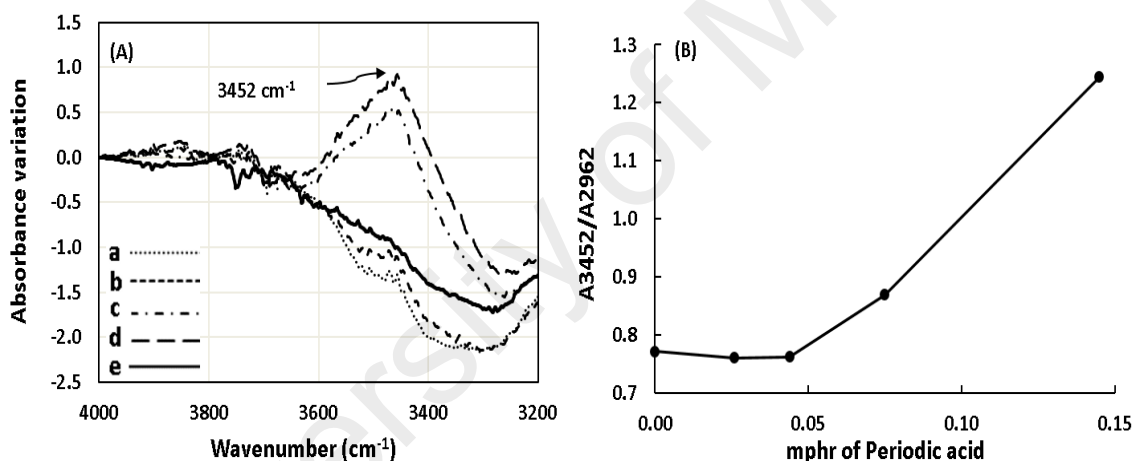 (A)
3452 cm-1
Absorbance variation
1.5
1.0
0.5
0.0
-0.5
-1.0
-1.5
-2.0
-2.5
a
b
c
d
e
4000
3800
3600
3400
3200
Wavenumber (cm-1)
(B)
A3452/A2962
1.3
1.2
1.1
1.0
0.9
0.8
0.7
0.00
0.05
0.10
0.15
mphr of Periodic acid
ersity of M